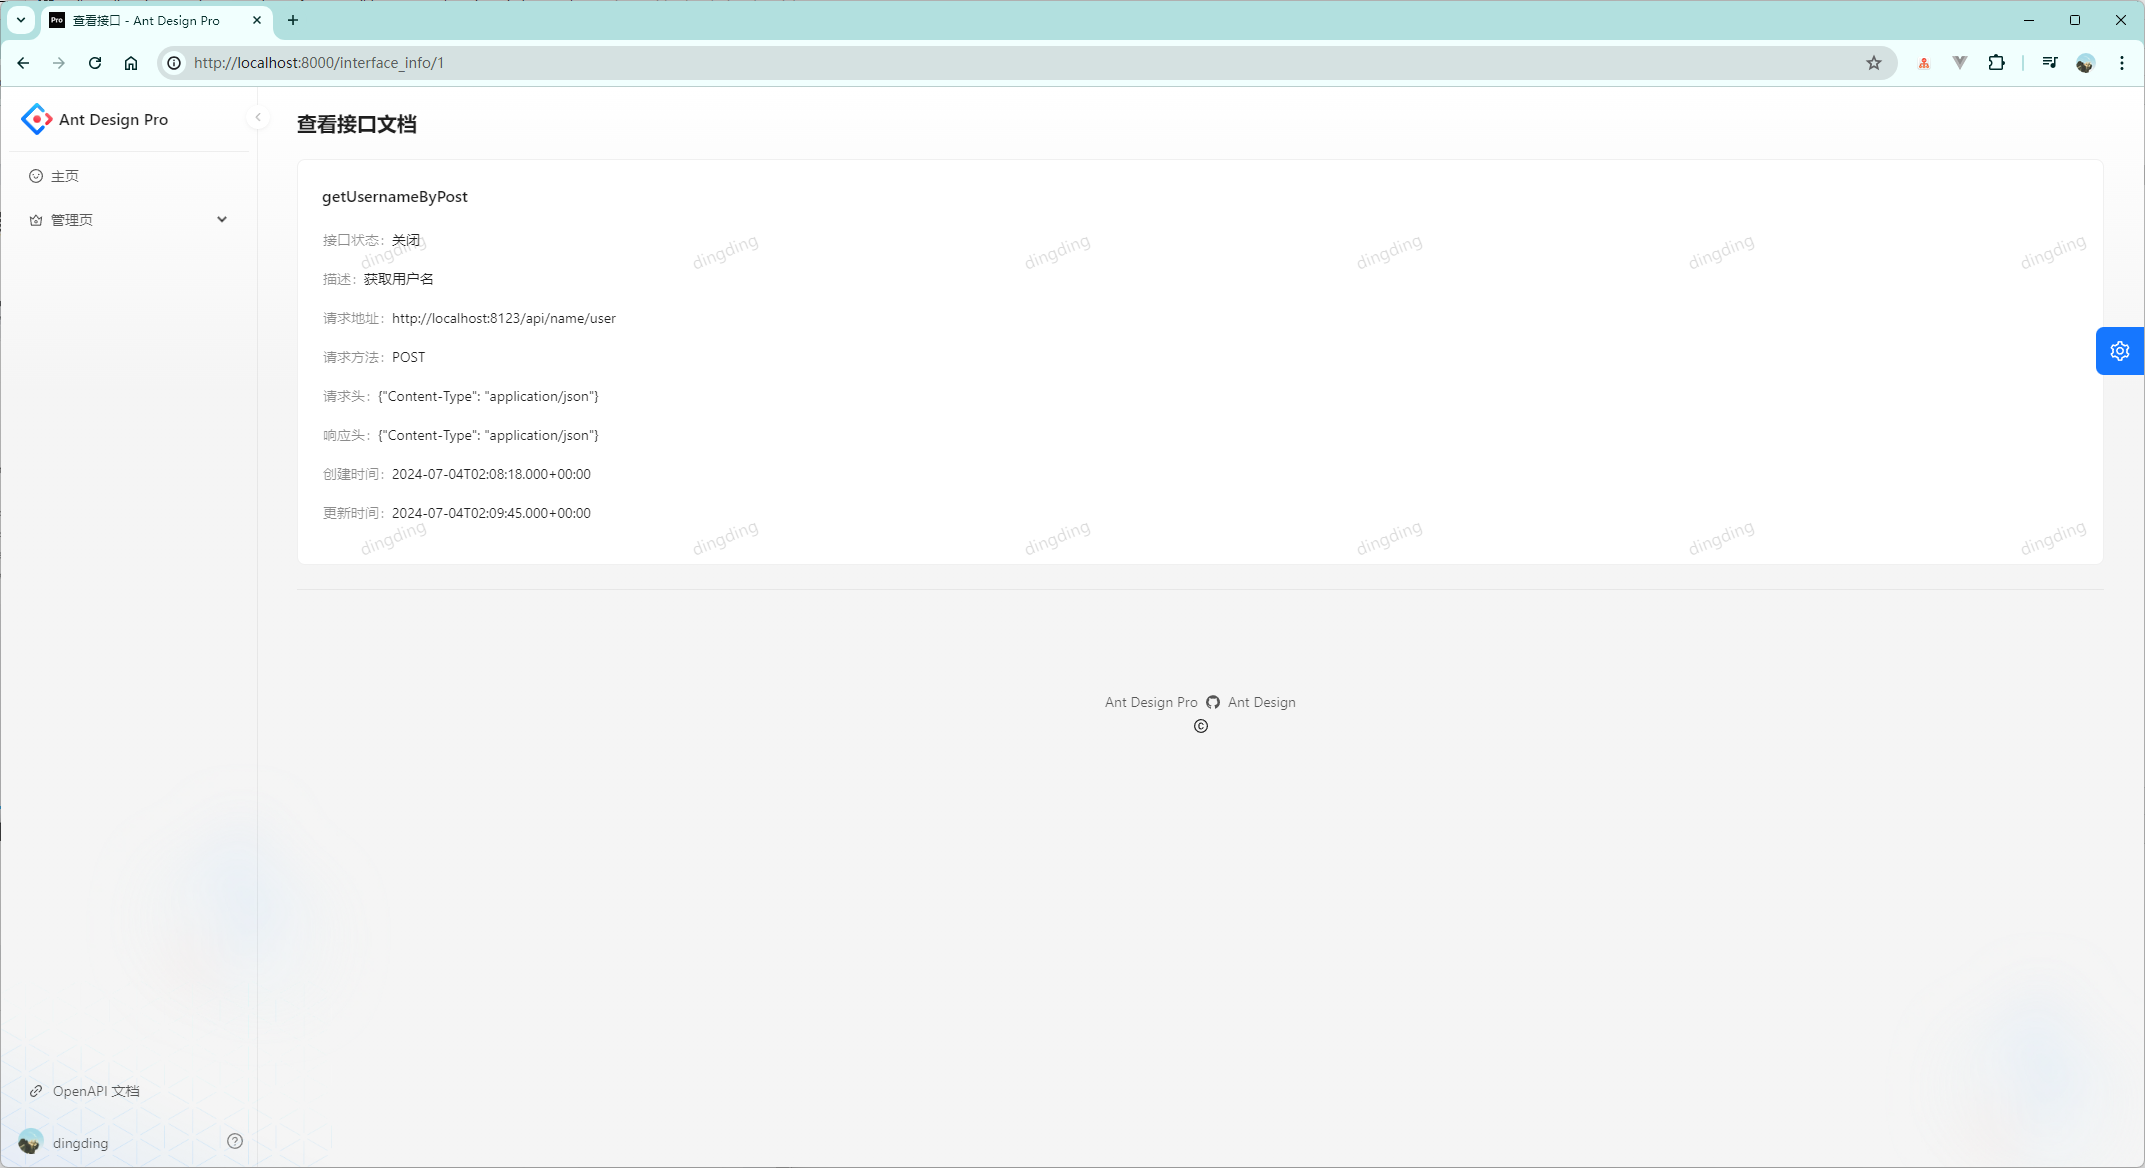 Pro 查看接口 - Ant Design Pro
http://localhost:8000/interface_info/1
Ant Design Pro
主页
管理页
查看接口文档
getUsernameByPost
接口状态：关闭
dingding dingding dingding dingding dingding dingding
描述：获取用户名
请求地址：http://localhost:8123/api/name/user
请求方法：POST
请求头：{"Content-Type": "application/json"}
响应头：{"Content-Type": "application/json"}
创建时间：2024-07-04T02:08:18.000+00:00
更新时间：2024-07-04T02:09:45.000+00:00
dingding dingding dingding dingding dingding dingding
Ant Design Pro Ant Design
©
OpenAPI 文档
dingding